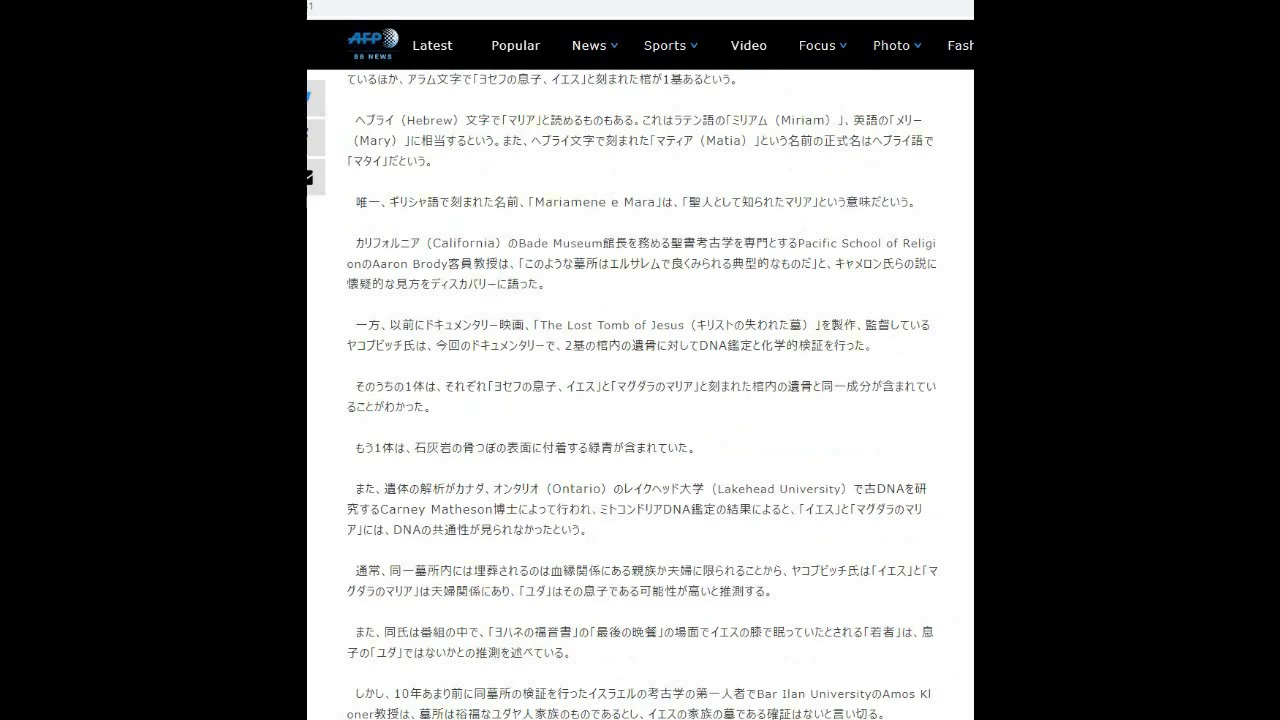 AFP
BB NEWS
Latest Popular News Sports Video Focus Photo Fash
ているほか、アラム文字で「ヨセフの息子、イエス」と刻まれた棺が1基あるという。
ヘブライ（Hebrew）文字で「マリア」と読めるものもある。これはラテン語の「ミリアム（Miriam）」、英語の「メリー
（Mary）」に相当するという。また、ヘブライ文字で刻まれた「マティア（Matia）」という名前の正式名はヘブライ語で
「マタイ」だという。
唯一、ギリシャ語で刻まれた名前、「Mariamene e Mara」は、「聖人として知られたマリア」という意味だという。
カリフォルニア（California）のBade Museum館長を務める聖書考古学を専門とするPacific School of Religi
onのAaron Brody客員教授は、「このような墓所はエルサレムで良くみられる典型的なものだ」と、キャメロン氏らの説に
懐疑的な見方をディスカバリーに語った。
一方、以前にドキュメンタリー映画、「The Lost Tomb of Jesus（キリストの失われた墓）」を製作、監督している
ヤコブビッチ氏は、今回のドキュメンタリーで、2基の棺内の遺骨に対してDNA鑑定と化学的検証を行った。
そのうちの1体は、それぞれ「ヨセフの息子、イエス」と「マグダラのマリア」と刻まれた棺内の遺骨と同一成分が含まれてい
ることがわかった。
もう1体は、石灰岩の骨つぼの表面に付着する緑青が含まれていた。
また、遺体の解析がカナダ、オンタリオ（Ontario）のレイクヘッド大学（Lakehead University）で古DNAを研
究するCarney Matheson博士によって行われ、ミトコンドリアDNA鑑定の結果によると、「イエス」と「マグダラのマリ
ア」には、DNAの共通性が見られなかったという。
通常、同一墓所内には埋葬されるのは血縁関係にある親族か夫婦に限られることから、ヤコブビッチ氏は「イエス」と「マ
グダラのマリア」は夫婦関係にあり、「ユダ」はその息子である可能性が高いと推測する。
また、同氏は番組の中で、「ヨハネの福音書」の「最後の晩餐」の場面でイエスの膝で眠っていたとされる「若者」は、息
子の「ユダ」ではないかとの推測を述べている。
しかし、10年あまり前に同墓所の検証を行ったイスラエルの考古学の第一人者でBar Ilan UniversityのAmos Kl
oner教授は、墓所は裕福なユダヤ人家族のものであるとし、イエスの家族の墓である確証はないと言い切る。